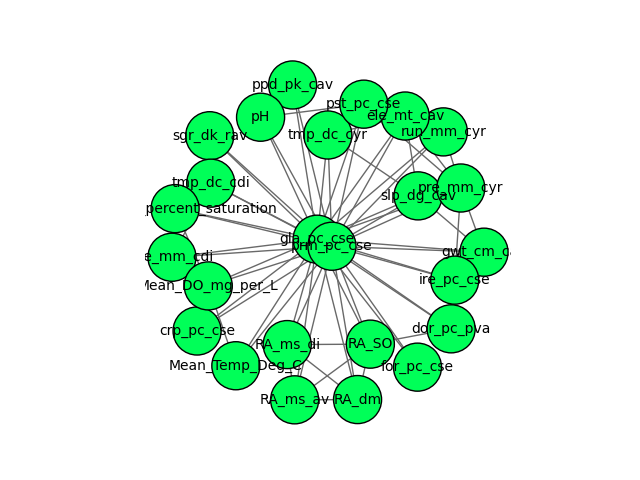 ppd_pk_cav
pst_pc_cse
pH
ele_mt_cav
run_mm_cyr
sgr_dk_rav
tmp_dc_cyr
tmp_dc_cdi
pre_mm_cyr
slp_dg_cav
percent_saturation
gla_pc_cse
prm_pc_cse
gwt_cm_c
e_mm_cdi
ire_pc_cse
Mean_DO_mg_per_L
cnp_pc_cse
dor_pc_pva
RA_ms_di
RA_SO
Mean_Temp_Deg_C
for_pc_cse
RA_ms_av
RA_dm